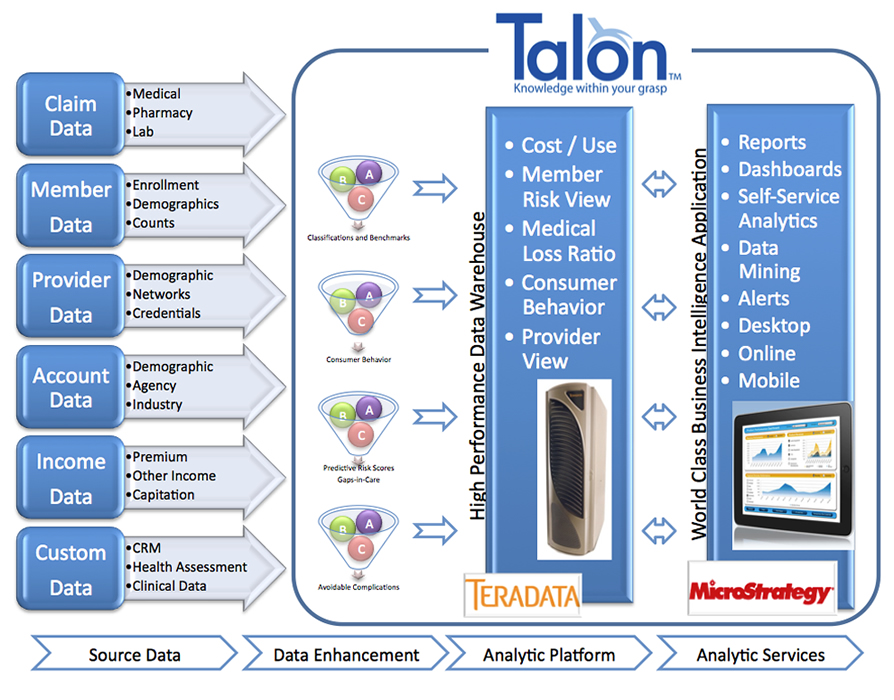 Talon TM
Knowledge within your grasp
Claim
Data
•Medical
•Pharmacy
•Lab
Member
Data
•Enrollment
•Demographics
•Counts
Provider
Data
•Demographic
•Networks
•Credentials
Account
Data
•Demographic
•Agency
•Industry
Income
Data
•Premium
•Other Income
•Capitation
Custom
Data
•CRM
•Health Assessment
•Clinical Data
B
A
C
Classifications and Benchmarks
B
A
C
Consumer Behavior
B
A
C
Predictive Risk Scores
Gaps-in-Care
B
A
C
Avoidable Complications
High Performance Data Warehouse
• Cost / Use
• Member
Risk View
• Medical
Loss Ratio
• Consumer
Behavior
• Provider
View
TERADATA
World Class Business Intelligence Application
• Reports
• Dashboards
• Self-Service
Analytics
• Data
Mining
• Alerts
• Desktop
• Online
• Mobile
MicroStrategy
Source Data
Data Enhancement
Analytic Platform
Analytic Services